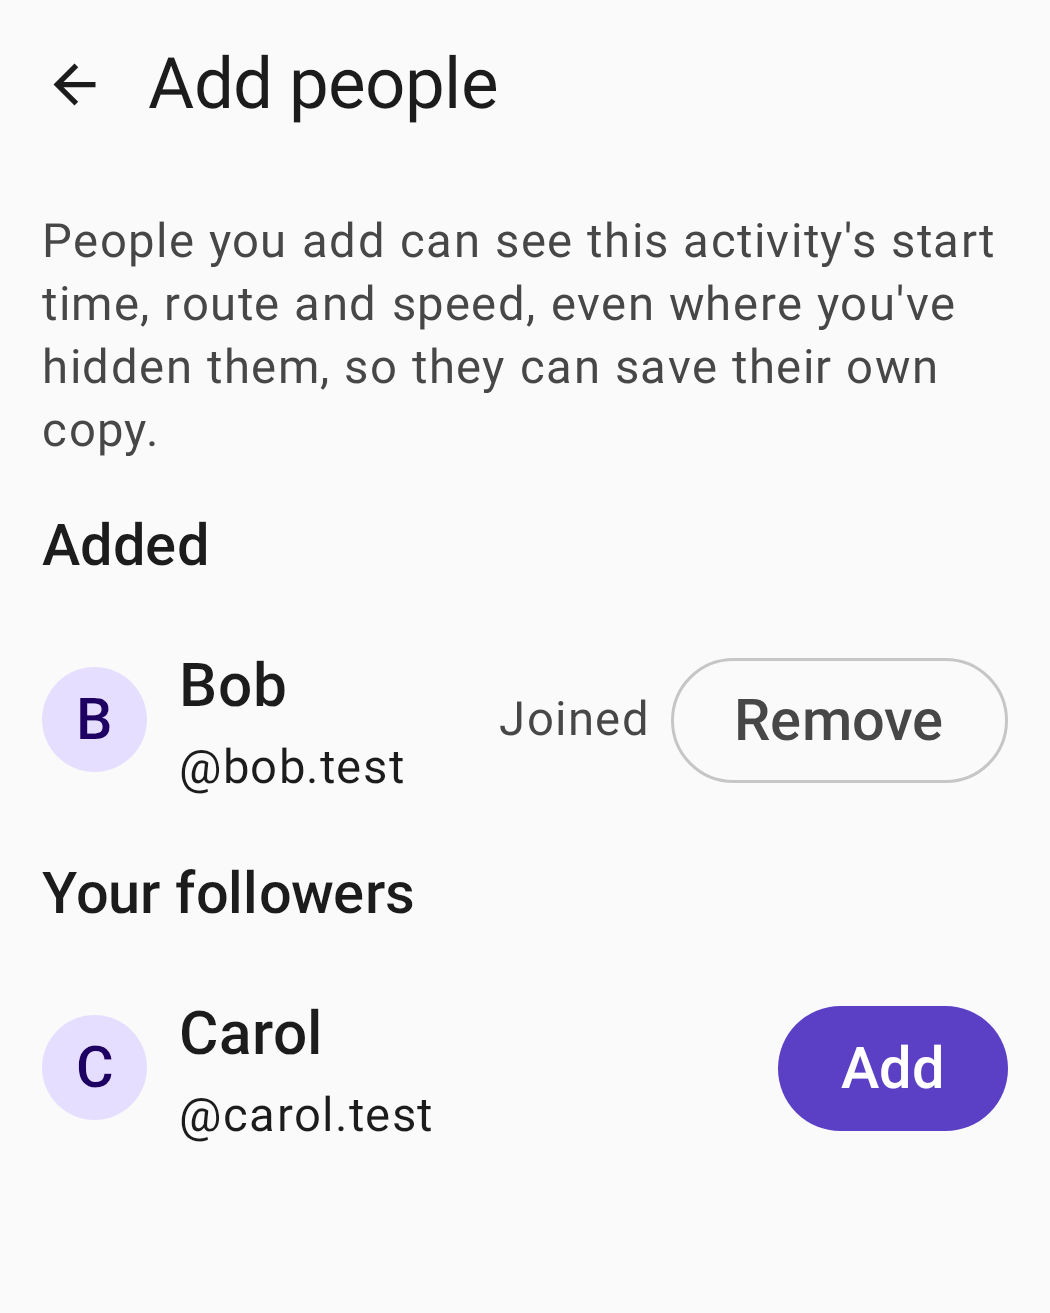 Add people
People you add can see this activity's start
time, route and speed, even where you've
hidden them, so they can save their own
copy.
Added
B
Bob
@bob.test
Joined
Remove
Your followers
C
Carol
@carol.test
Add